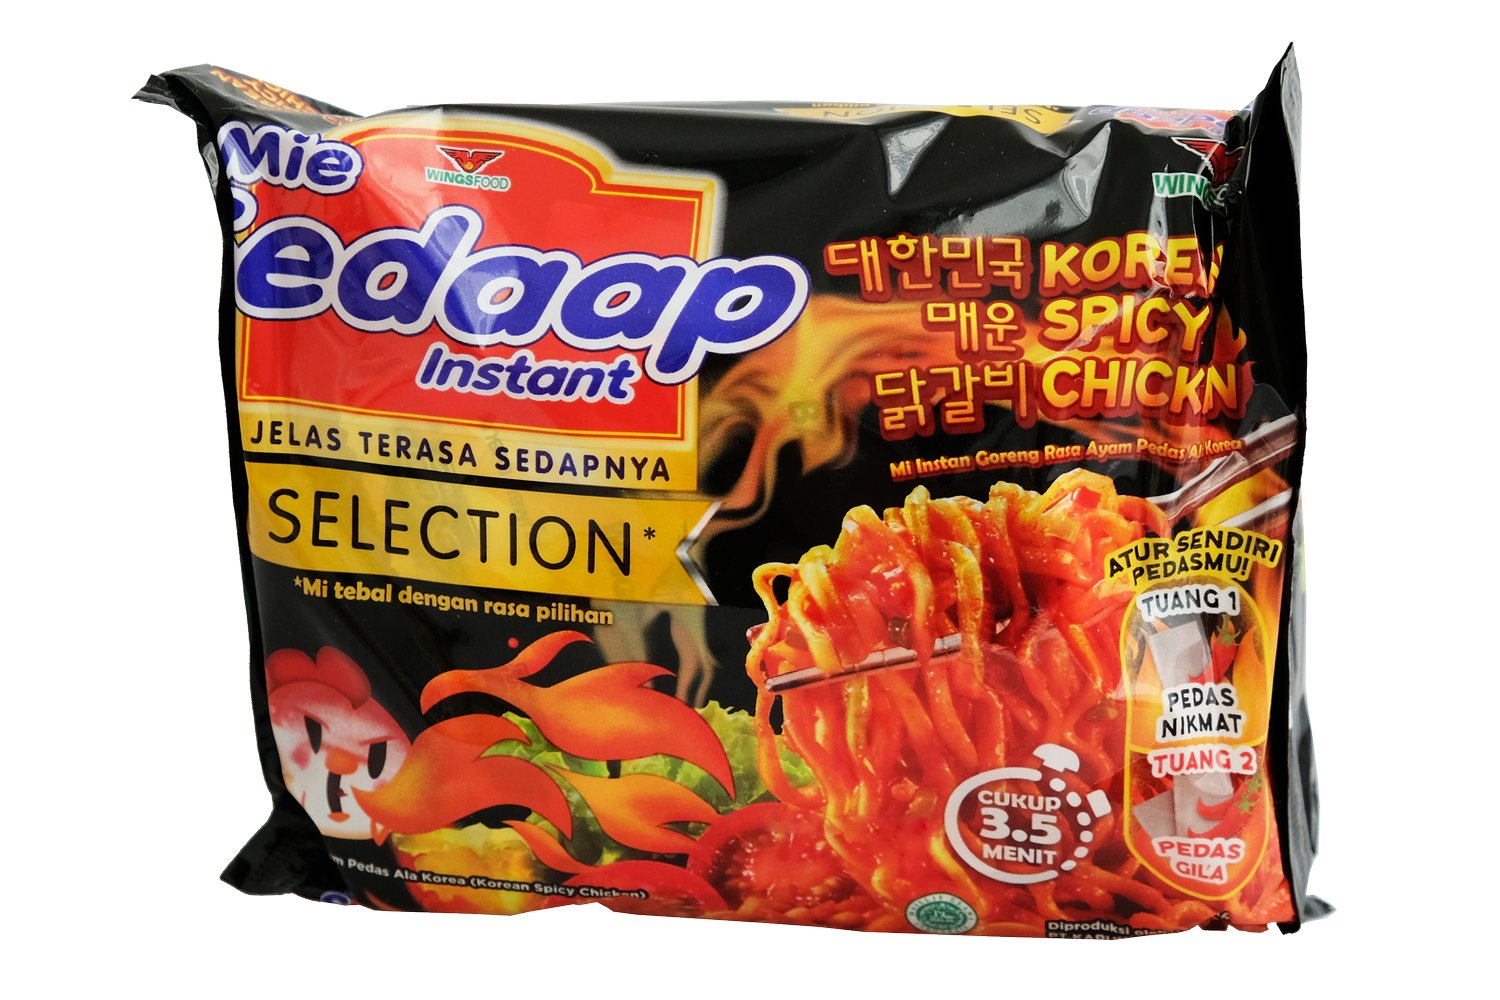 Mie
Sedaap
Instant
WINGSFOOD
JELAS TERASA SEDAPNYA
SELECTION*
*Mi tebal dengan rasa pilihan
대한민국 KOREN
매운 SPICY
닭갈비 CHICKN
Mi Instan Goreng Rasa Ayam Pedas Ala Korea
ATUR SENDIRI
PEDASMU!
TUANG 1
PEDAS
NIKMAT
TUANG 2
PEDAS
GILA
CUKUP
3.5
MENIT
Pedas Ala Korea (Korean Spicy Chicken)
Diproduksi